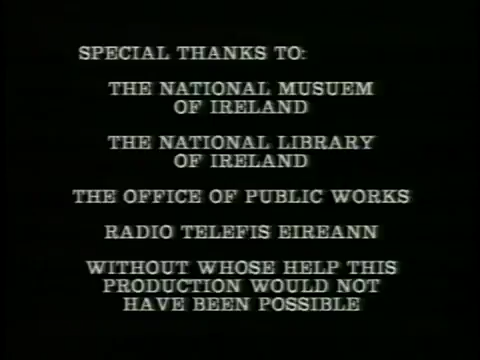 SPECIAL THANKS TO:
THE NATIONAL MUSUEM
OF IRELAND
THE NATIONAL LIBRARY
OF IRELAND
THE OFFICE OF PUBLIC WORKS
RADIO TELEFIS EIREANN
WITHOUT WHOSE HELP THIS
PRODUCTION WOULD NOT
HAVE BEEN POSSIBLE